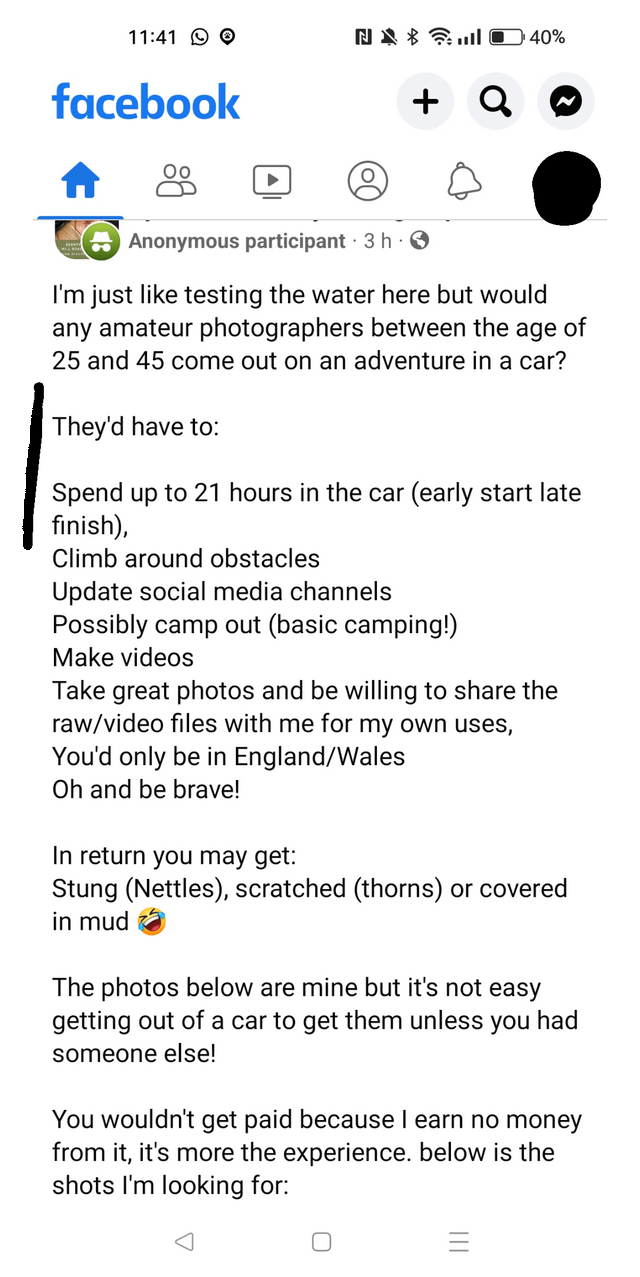 11:41 40%
facebook
Anonymous participant · 3 h ·
I'm just like testing the water here but would
any amateur photographers between the age of
25 and 45 come out on an adventure in a car?
They'd have to:
Spend up to 21 hours in the car (early start late
finish),
Climb around obstacles
Update social media channels
Possibly camp out (basic camping!)
Make videos
Take great photos and be willing to share the
raw/video files with me for my own uses,
You'd only be in England/Wales
Oh and be brave!
In return you may get:
Stung (Nettles), scratched (thorns) or covered
in mud 🤣
The photos below are mine but it's not easy
getting out of a car to get them unless you had
someone else!
You wouldn't get paid because I earn no money
from it, it's more the experience. below is the
shots I'm looking for: